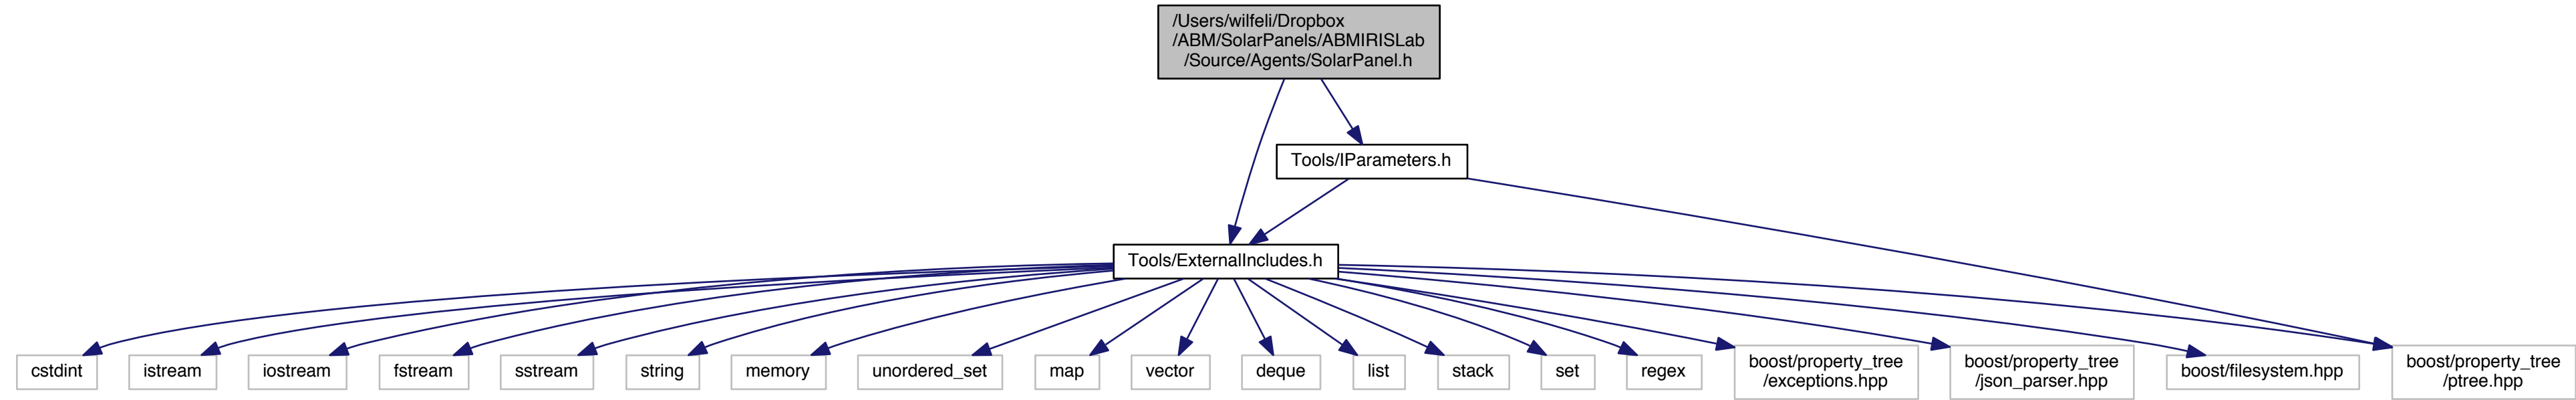 /Users/wilfeli/Dropbox
/ABM/SolarPanels/ABMIRISLab
/Source/Agents/SolarPanel.h
Tools/IParameters.h
Tools/ExternalIncludes.h
cstdint
istream
iostream
fstream
sstream
string
memory
unordered_set
map
vector
deque
list
stack
set
regex
boost/property_tree
/exceptions.hpp
boost/property_tree
/json_parser.hpp
boost/filesystem.hpp
boost/property_tree
/ptree.hpp